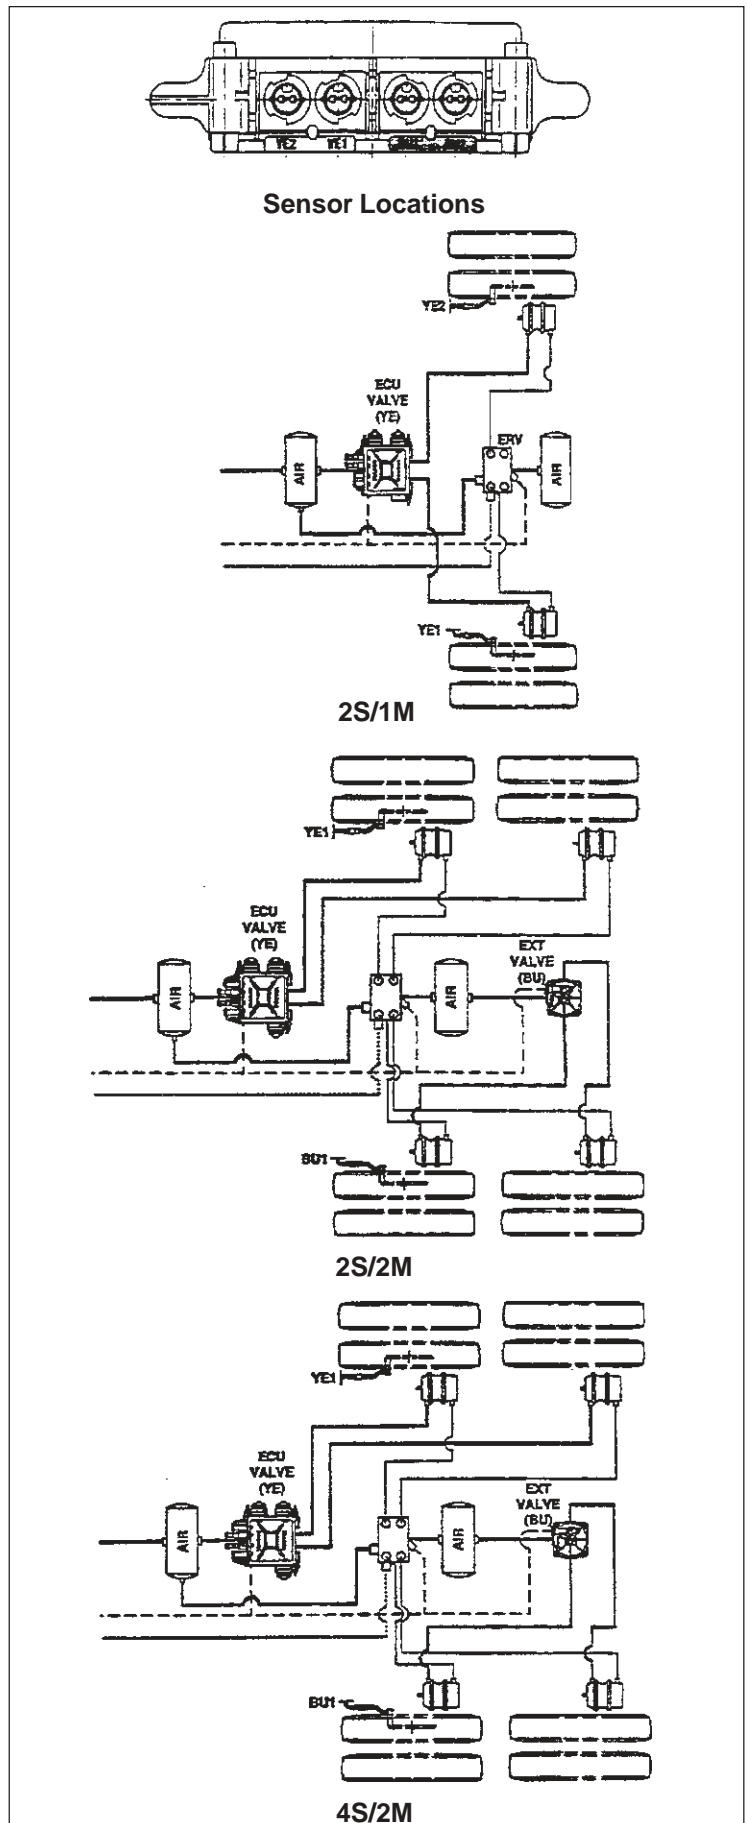 YE2 YE1
Sensor Locations
YE2
ECU
VALVE
(YE)
ERV
AIR
AIR
YE1
2S/1M
YE1
ECU
VALVE
(YE)
EXT
VALVE
(BU)
AIR
AIR
BU1
2S/2M
YE1
ECU
VALVE
(YE)
EXT
VALVE
(BU)
AIR
AIR
BU1
4S/2M